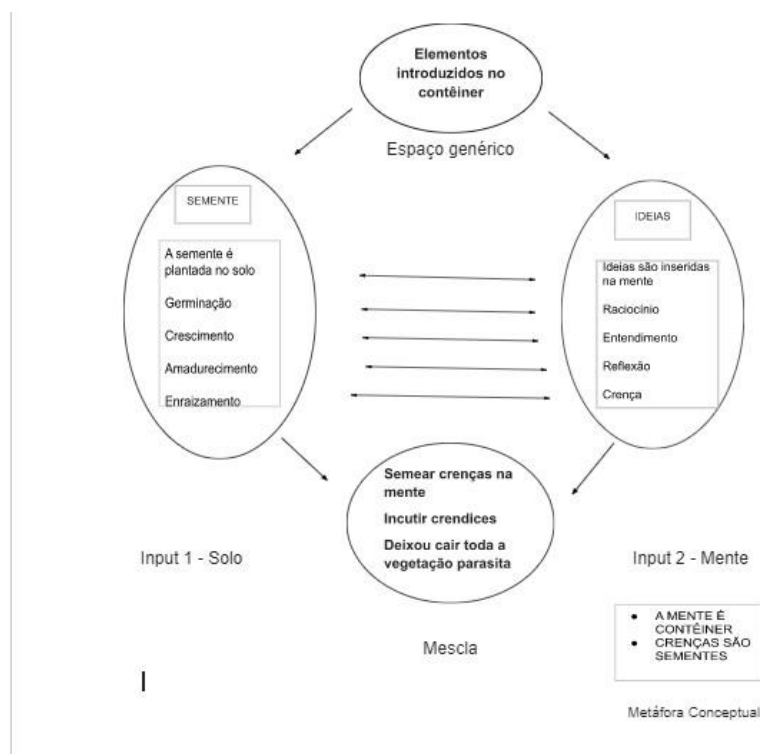 Elementos
introduzidos no
contêiner
Espaço genérico
SEMENTE
A semente é
plantada no solo
Germinação
Crescimento
Amadurecimento
Enraizamento
IDEIAS
Ideias são inseridas
na mente
Raciocínio
Entendimento
Reflexão
Crença
Semear crenças na
mente
Incutir crendices
Deixou cair toda a
vegetação parasita
Input 1 - Solo
Input 2 - Mente
Mescla
• A MENTE É
CONTÊINER
• CRENÇAS SÃO
SEMENTES
Metáfora Conceptual